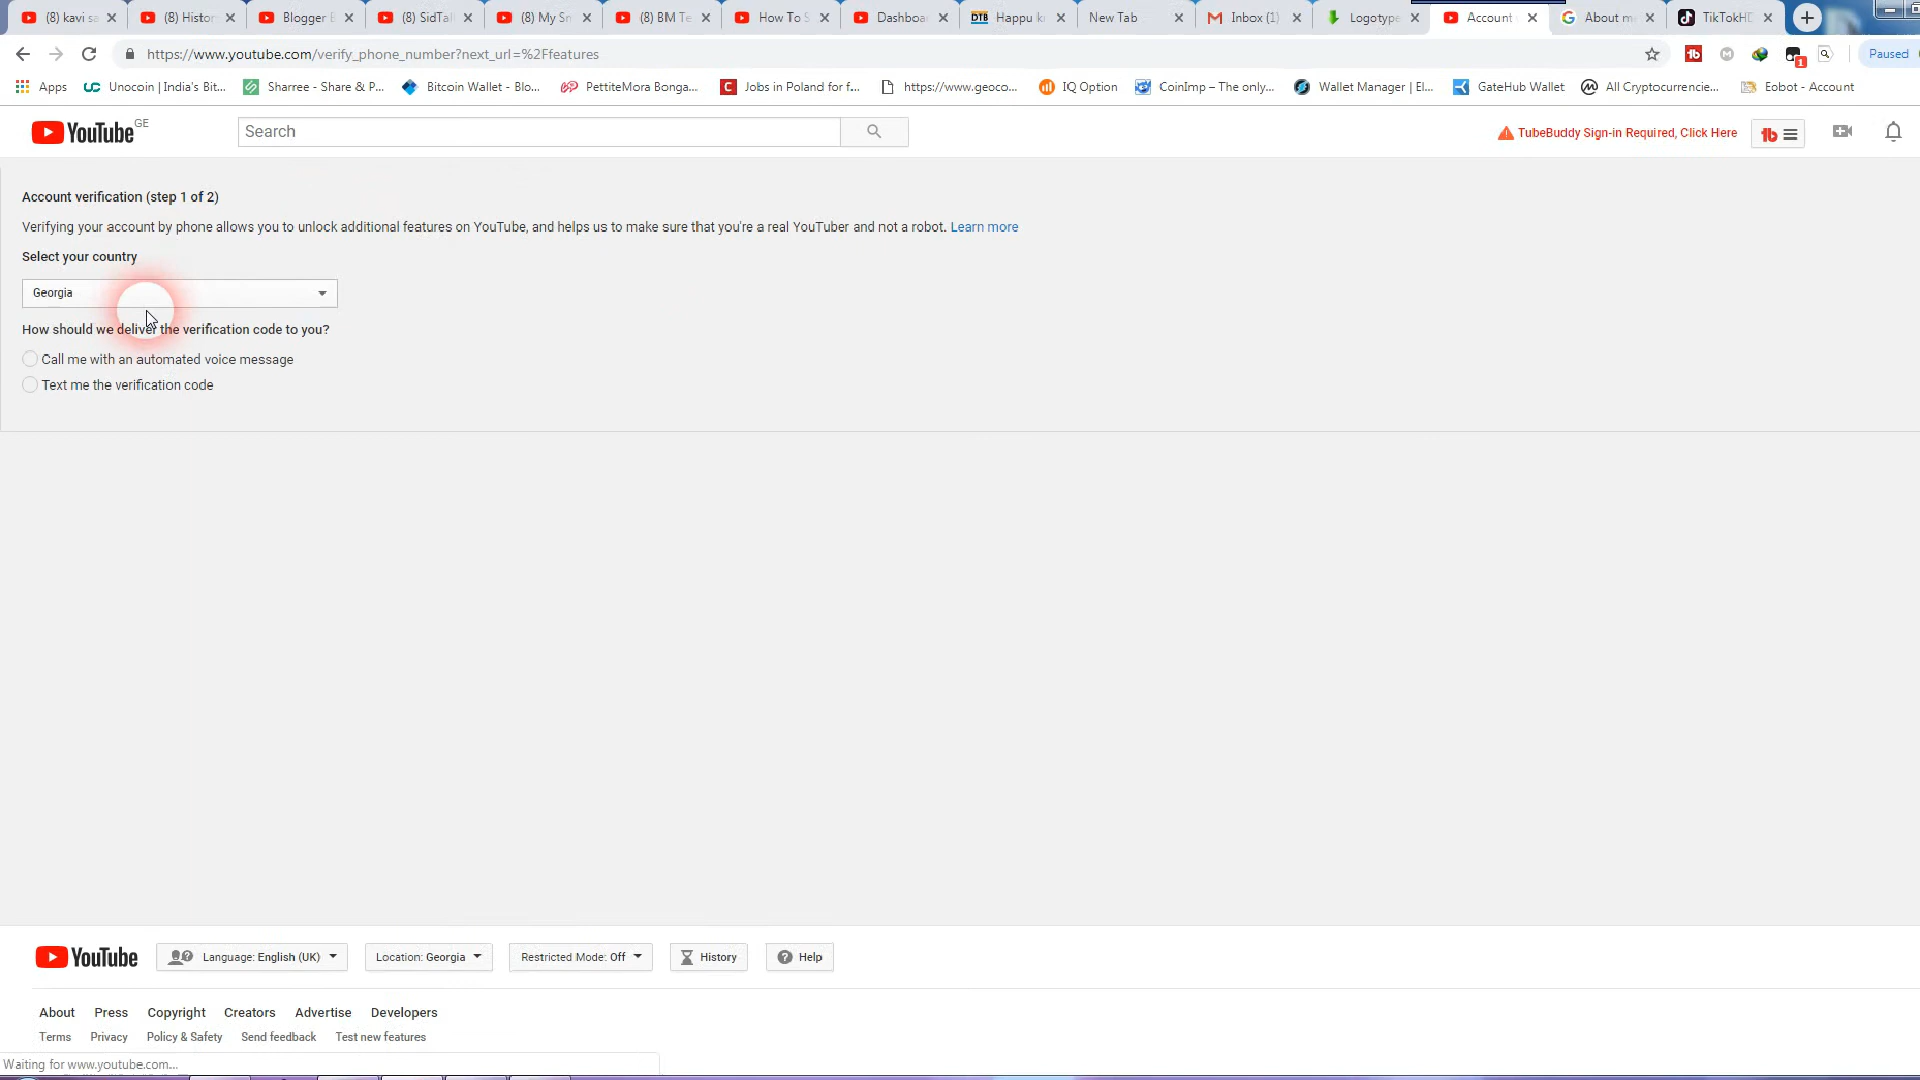 (8) kavi sa
(8) Histor
Blogger B
(8) SidTal
(8) My Sn
(8) BM Te
How To S
Dashboa
DTB Happu k
New Tab
Inbox (1)
Logotype
Account
About m
TikTokHD
https://www.youtube.com/verify_phone_number?next_url=%2Ffeatures
1
Paused
Apps
Unocoin | India's Bit...
Sharree - Share & P...
Bitcoin Wallet - Blo...
PettiteMora Bonga...
Jobs in Poland for f...
https://www.geoco...
IQ Option
CoinImp – The only...
Wallet Manager | El...
GateHub Wallet
All Cryptocurrencie...
Eobot - Account
YouTube GE
Search
TubeBuddy Sign-in Required, Click Here
Account verification (step 1 of 2)
Verifying your account by phone allows you to unlock additional features on YouTube, and helps us to make sure that you're a real YouTuber and not a robot. Learn more
Select your country
Georgia
How should we deliver the verification code to you?
Call me with an automated voice message
Text me the verification code
YouTube
Language: English (UK)
Location: Georgia
Restricted Mode: Off
History
Help
About Press Copyright Creators Advertise Developers
Terms Privacy Policy & Safety Send feedback Test new features
Waiting for www.youtube.com...